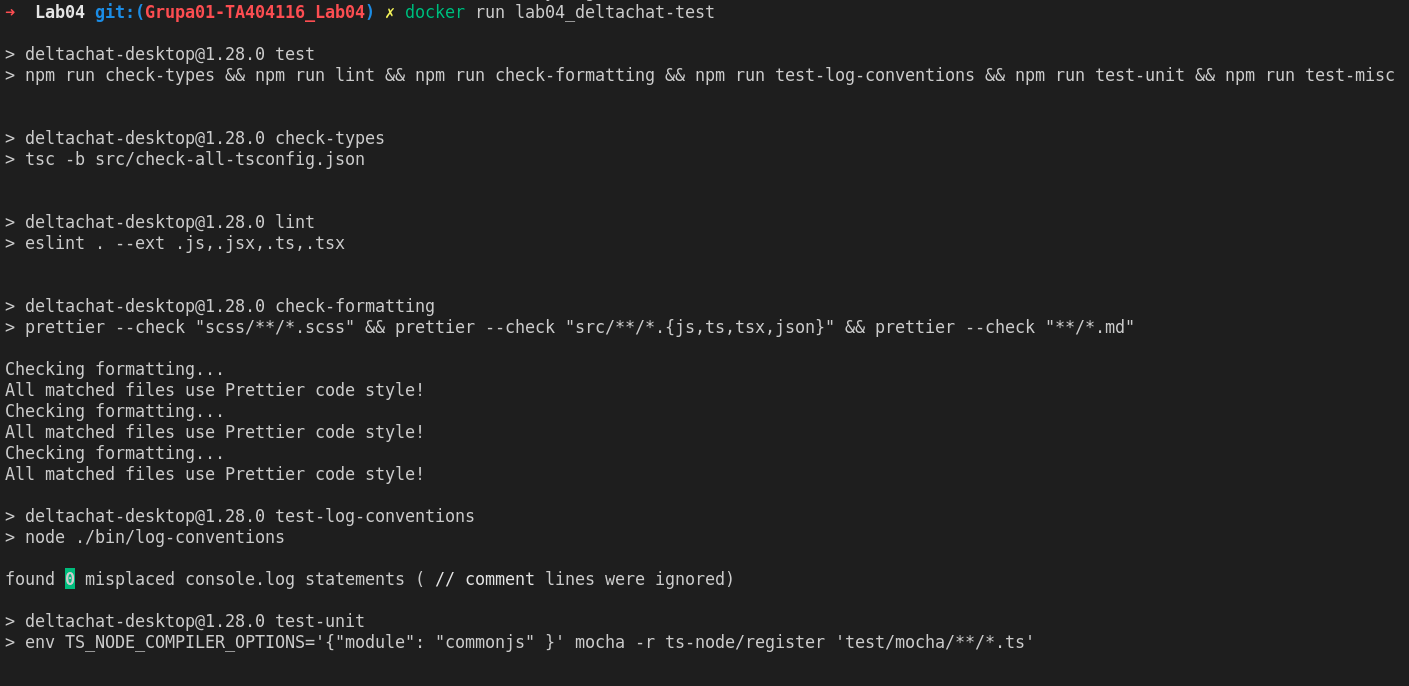 ➜  Lab04 git:(Grupa01-TA404116_Lab04) ✗ docker run lab04_deltachat-test
> deltachat-desktop@1.28.0 test
> npm run check-types && npm run lint && npm run check-formatting && npm run test-log-conventions && npm run test-unit && npm run test-misc
> deltachat-desktop@1.28.0 check-types
> tsc -b src/check-all-tsconfig.json
> deltachat-desktop@1.28.0 lint
> eslint . --ext .js,.jsx,.ts,.tsx
> deltachat-desktop@1.28.0 check-formatting
> prettier --check "scss/**/*.scss" && prettier --check "src/**/*.{js,ts,tsx,json}" && prettier --check "**/*.md"
Checking formatting...
All matched files use Prettier code style!
Checking formatting...
All matched files use Prettier code style!
Checking formatting...
All matched files use Prettier code style!
> deltachat-desktop@1.28.0 test-log-conventions
> node ./bin/log-conventions
found 0 misplaced console.log statements ( // comment lines were ignored)
> deltachat-desktop@1.28.0 test-unit
> env TS_NODE_COMPILER_OPTIONS='{"module": "commonjs" }' mocha -r ts-node/register 'test/mocha/**/*.ts'